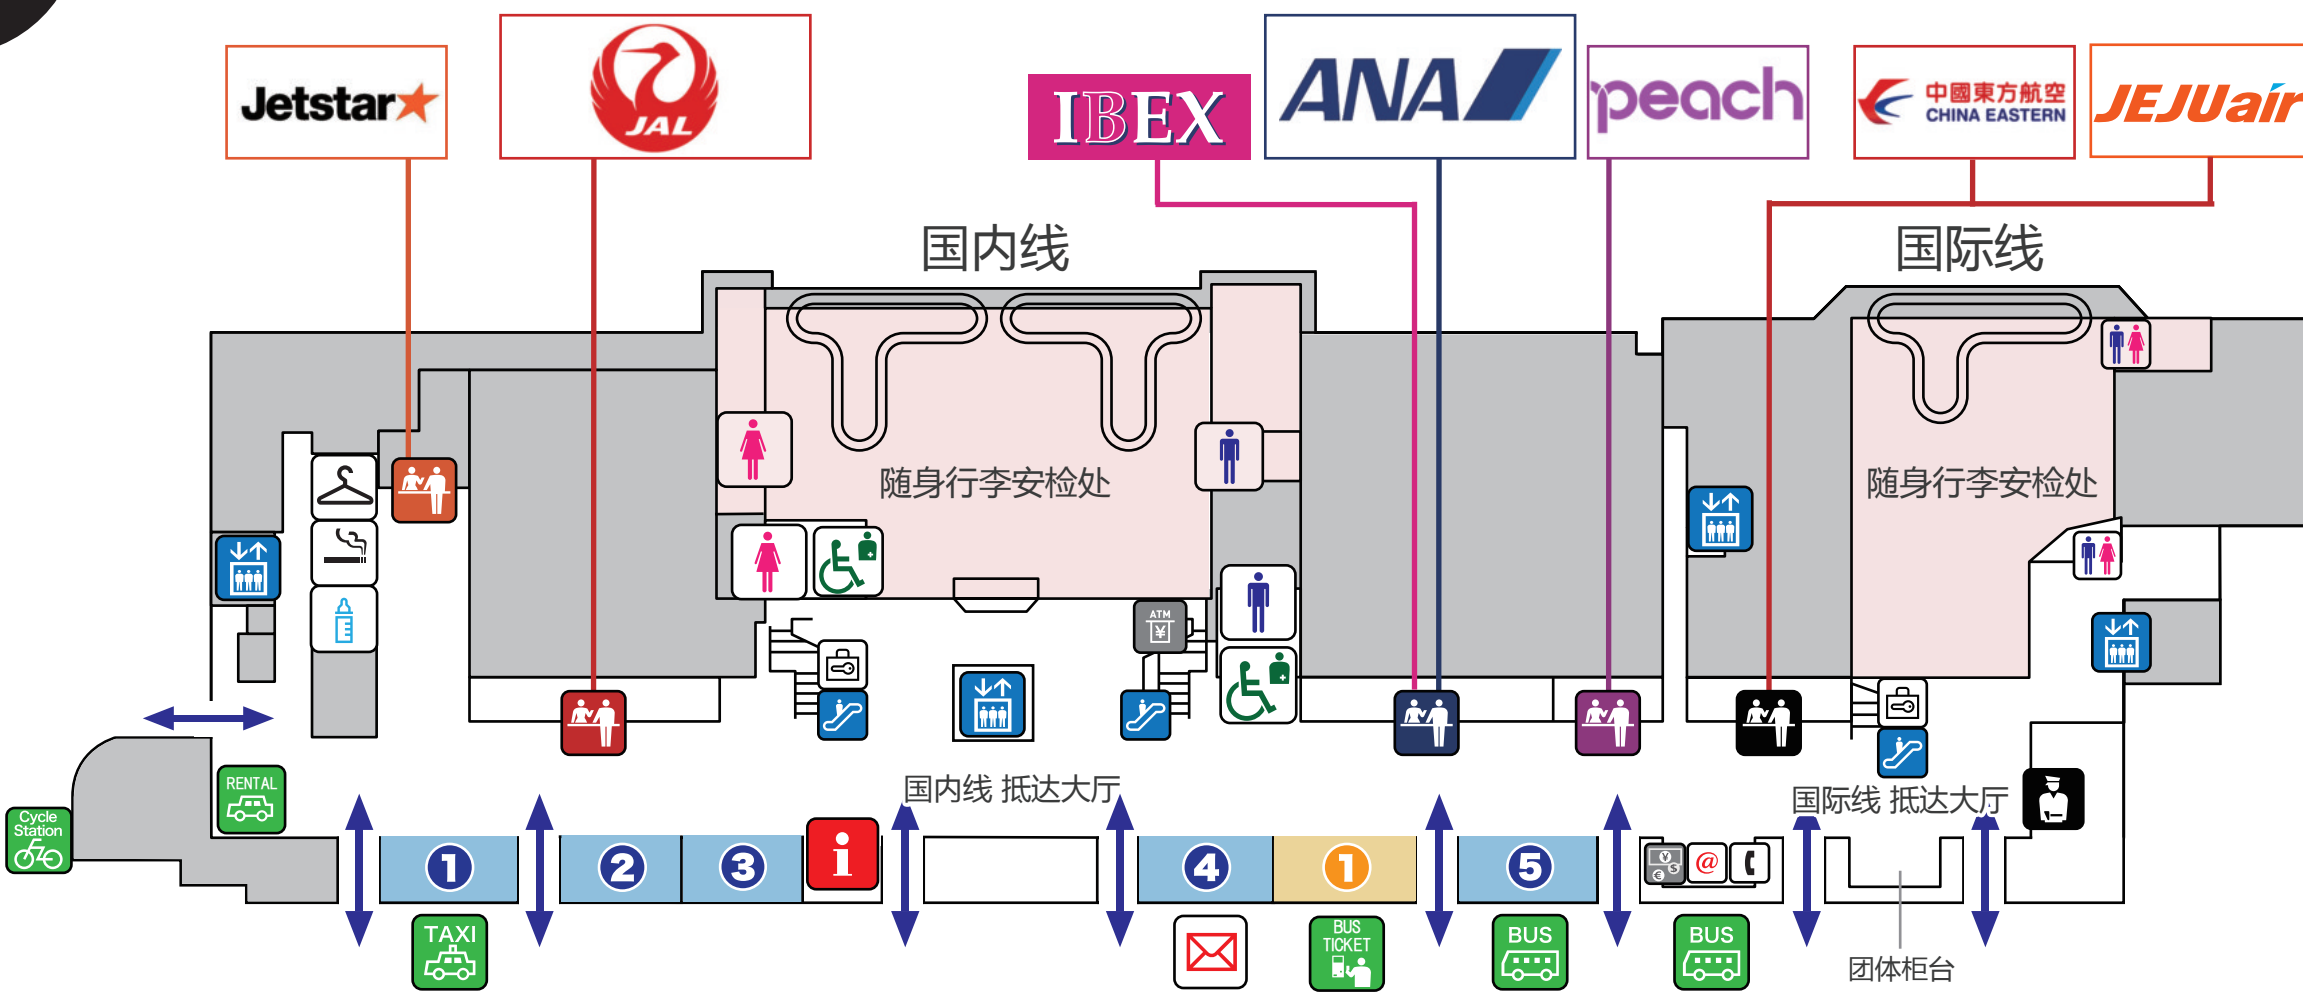 Jetstar
JAL
IBEX
ANA
peach
中國東方航空
CHINA EASTERN
JEJUair
国内线
国际线
随身行李安检处
随身行李安检处
ATM
¥
国内线 抵达大厅
国际线 抵达大厅
RENTAL
Cycle
Station
1
2
3
i
4
1
5
¥
$
€
@
TAXI
BUS
TICKET
BUS
BUS
团体柜台